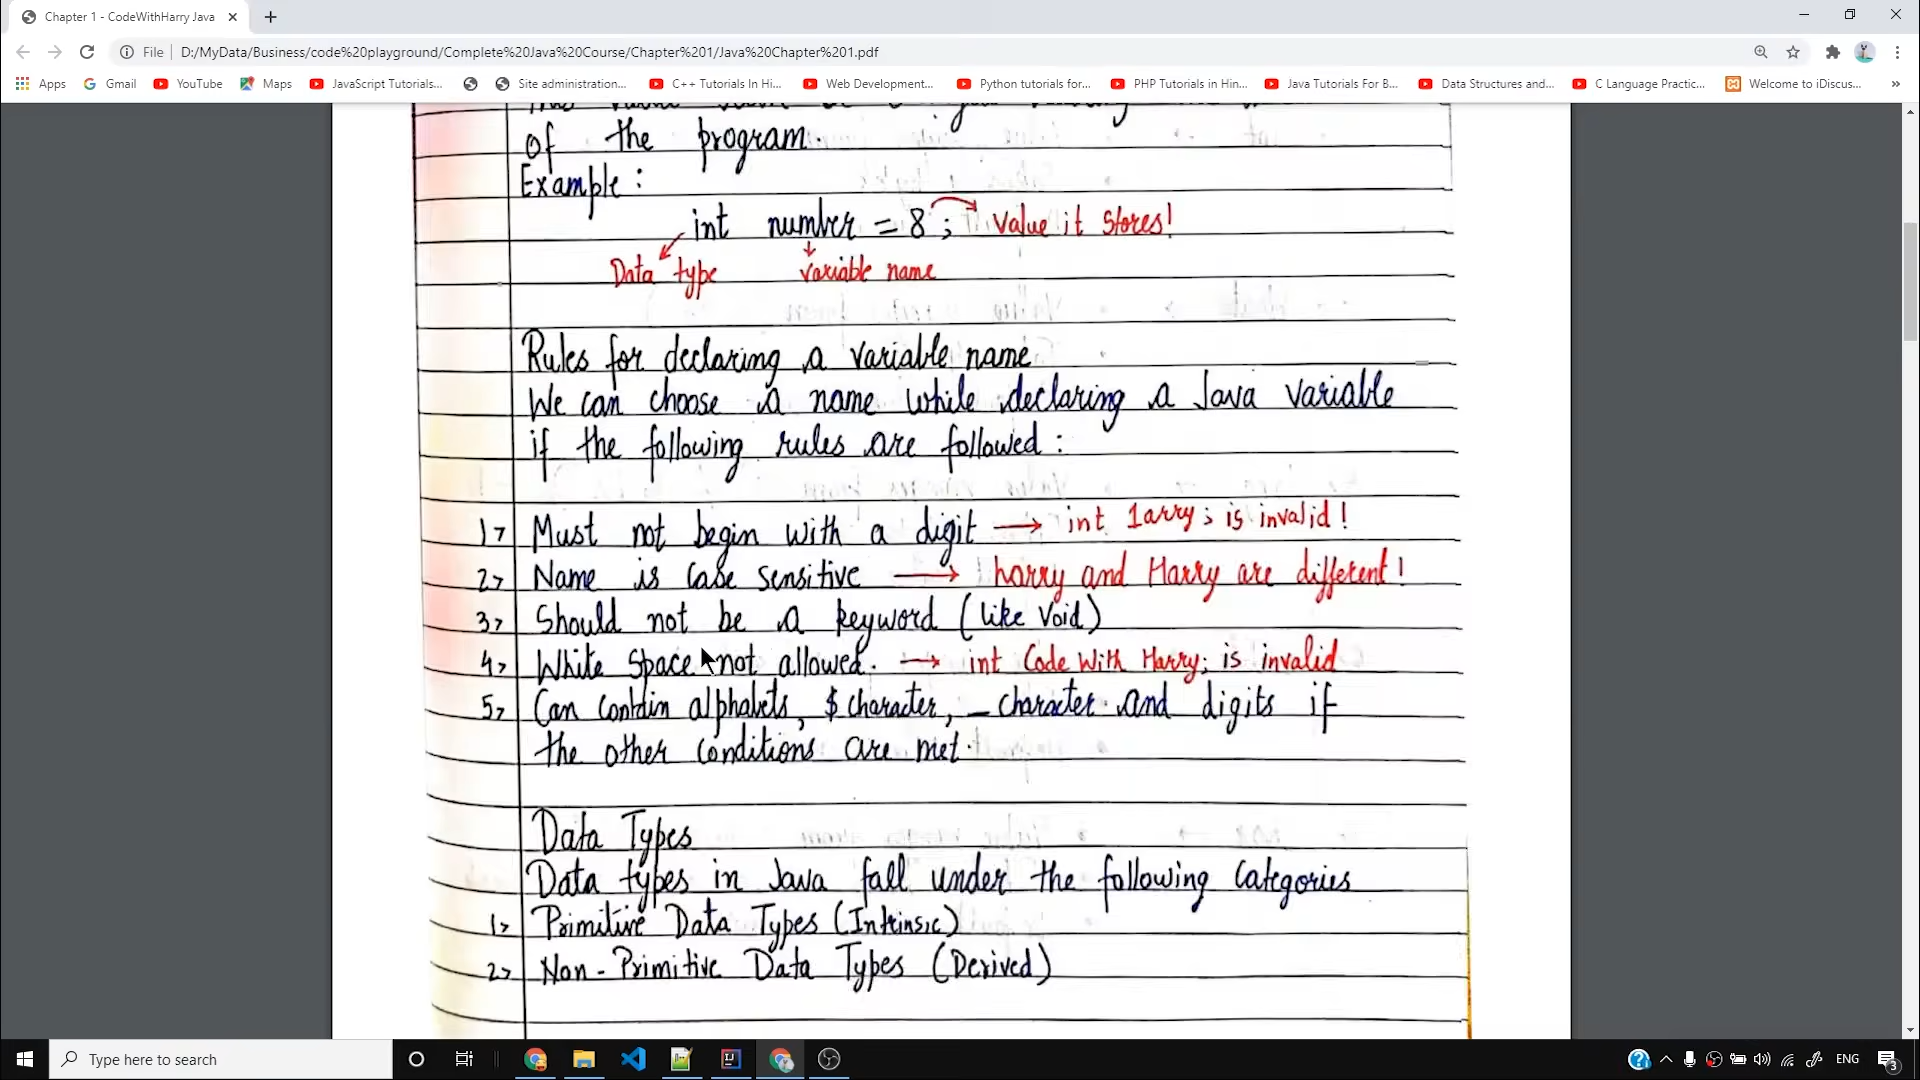 Chapter 1 - CodeWithHarry Java
File D:/MyData/Business/code%20playground/Complete%20Java%20Course/Chapter%201/Java%20Chapter%201.pdf
Apps Gmail YouTube Maps JavaScript Tutorials... Site administration... C++ Tutorials In Hi... Web Development... Python tutorials for... PHP Tutorials in Hin... Java Tutorials For B... Data Structures and... C Language Practic... Welcome to iDiscus... »
of the program.
Example :
int number = 8 ; Value it Stores!
Data type variable name
Rules for declaring a variable name
We can choose a name while declaring a Java variable
if the following rules are followed :
1> Must not begin with a digit → int 1arry; is invalid!
2> Name is case sensitive → harry and Harry are different!
3> Should not be a keyword (like Void)
4> White Space not allowed. → int Code With Harry; is invalid
5> Can contain alphabets, $ character, _ character and digits if
the other conditions are met.
Data Types
Data types in Java fall under the following Categories
1> Primitive Data Types (Intrinsic)
2> Non-Primitive Data Types (Derived)
Type here to search
ENG
3